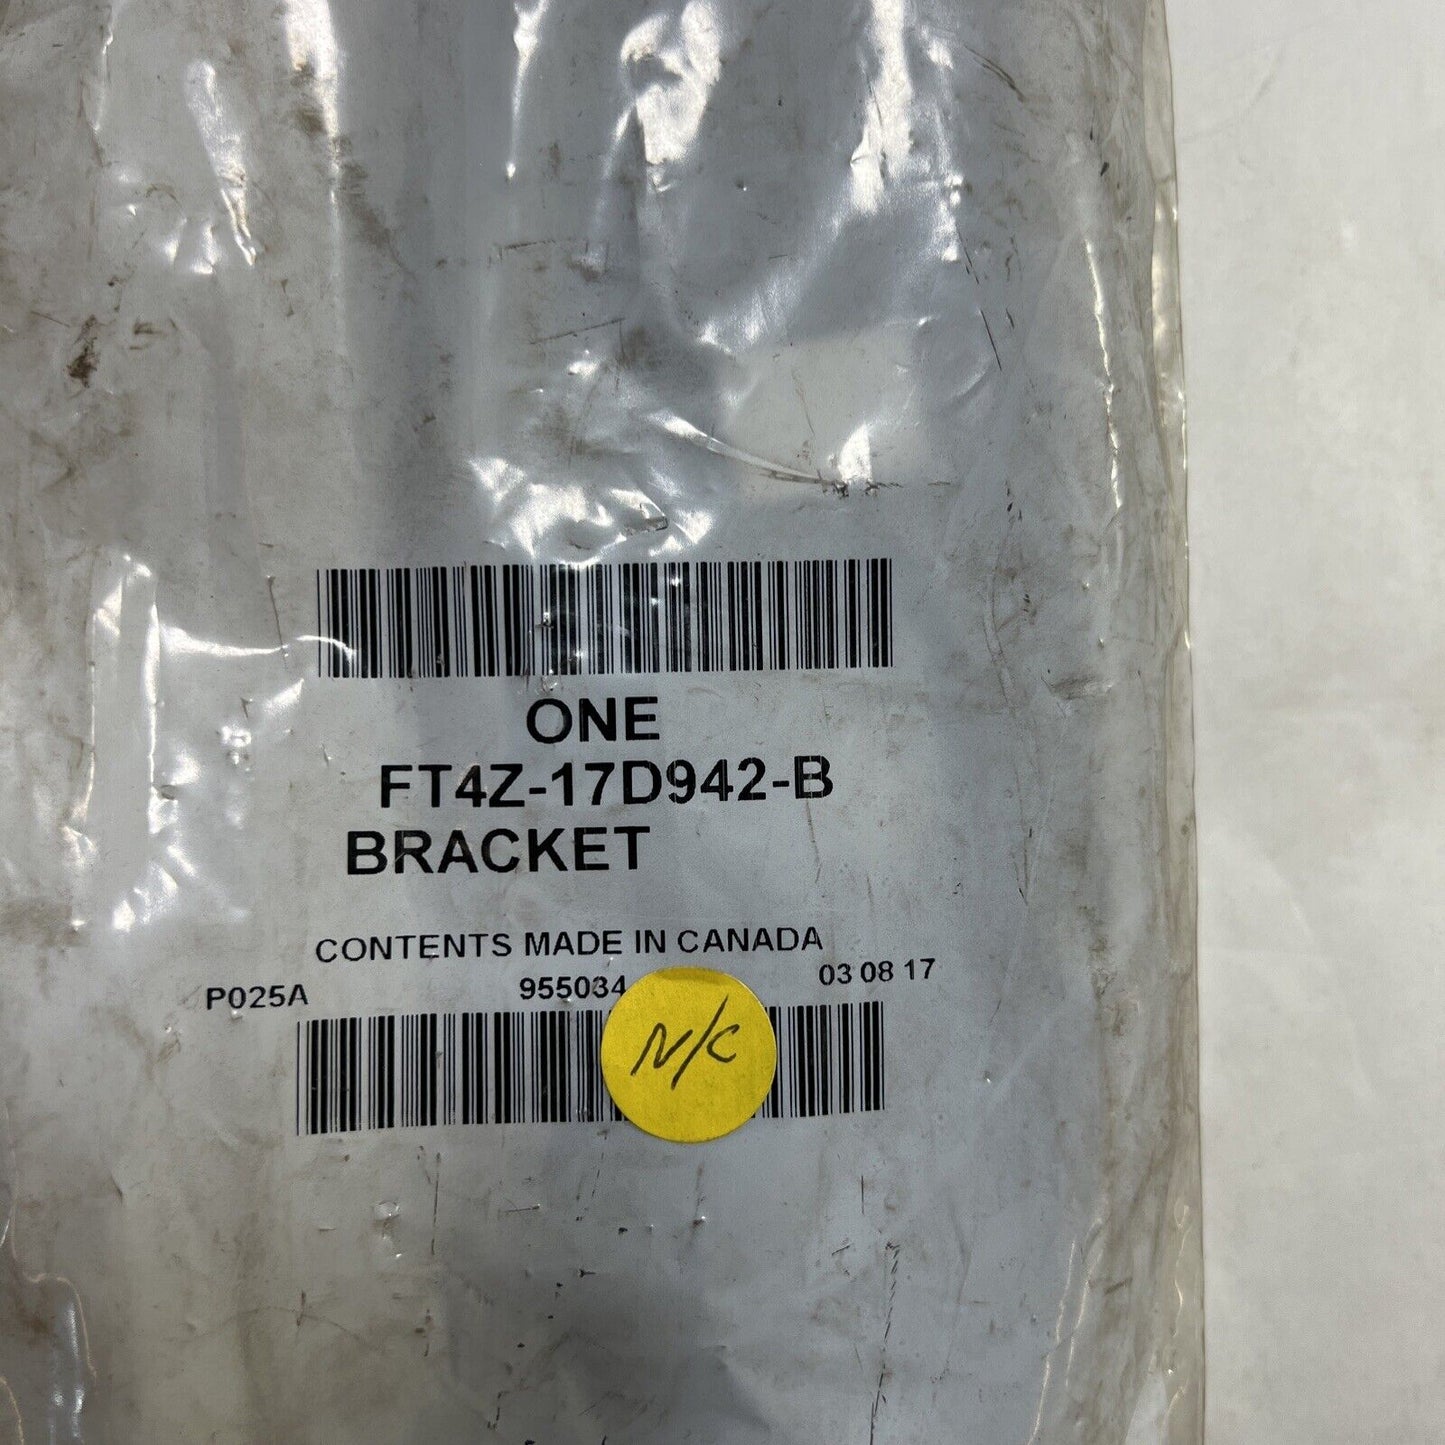 ONE
FT4Z-17D942-B
BRACKET
CONTENTS MADE IN CANADA
P025A 955034 03 08 17
N/C